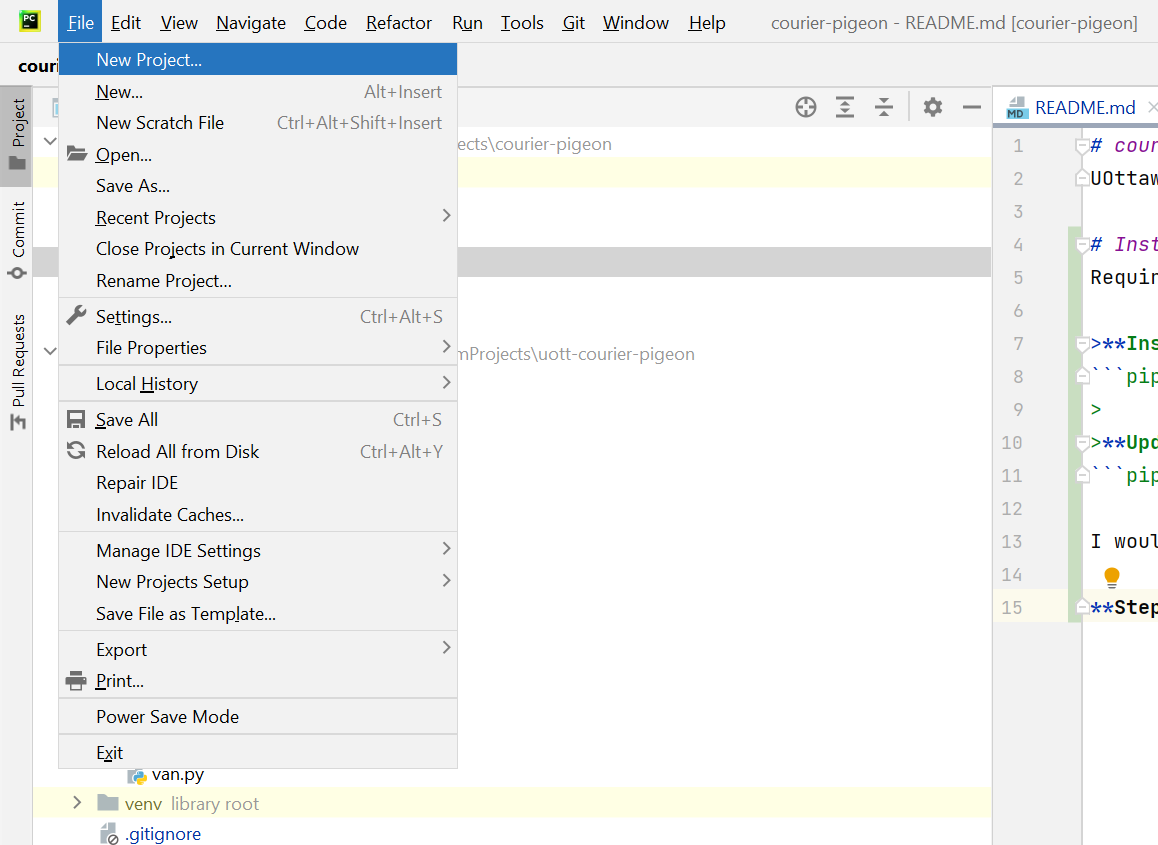 PC File Edit View Navigate Code Refactor Run Tools Git Window Help courier-pigeon - README.md [courier-pigeon]
couri
New Project...
New... Alt+Insert
New Scratch File Ctrl+Alt+Shift+Insert
Open...
Save As...
Recent Projects
Close Projects in Current Window
Rename Project...
Settings... Ctrl+Alt+S
File Properties
Local History
Save All Ctrl+S
Reload All from Disk Ctrl+Alt+Y
Repair IDE
Invalidate Caches...
Manage IDE Settings
New Projects Setup
Save File as Template...
Export
Print...
Power Save Mode
Exit
Project
Commit
Pull Requests
ects\courier-pigeon
mProjects\uott-courier-pigeon
van.py
venv library root
.gitignore
MD README.md
1 # cour
2 UOttaw
3
4 # Inst
5 Requir
6
7 >**Ins
8 ```pip
9 >
10 >**Upd
11 ```pip
12
13 I woul
14
15 **Step